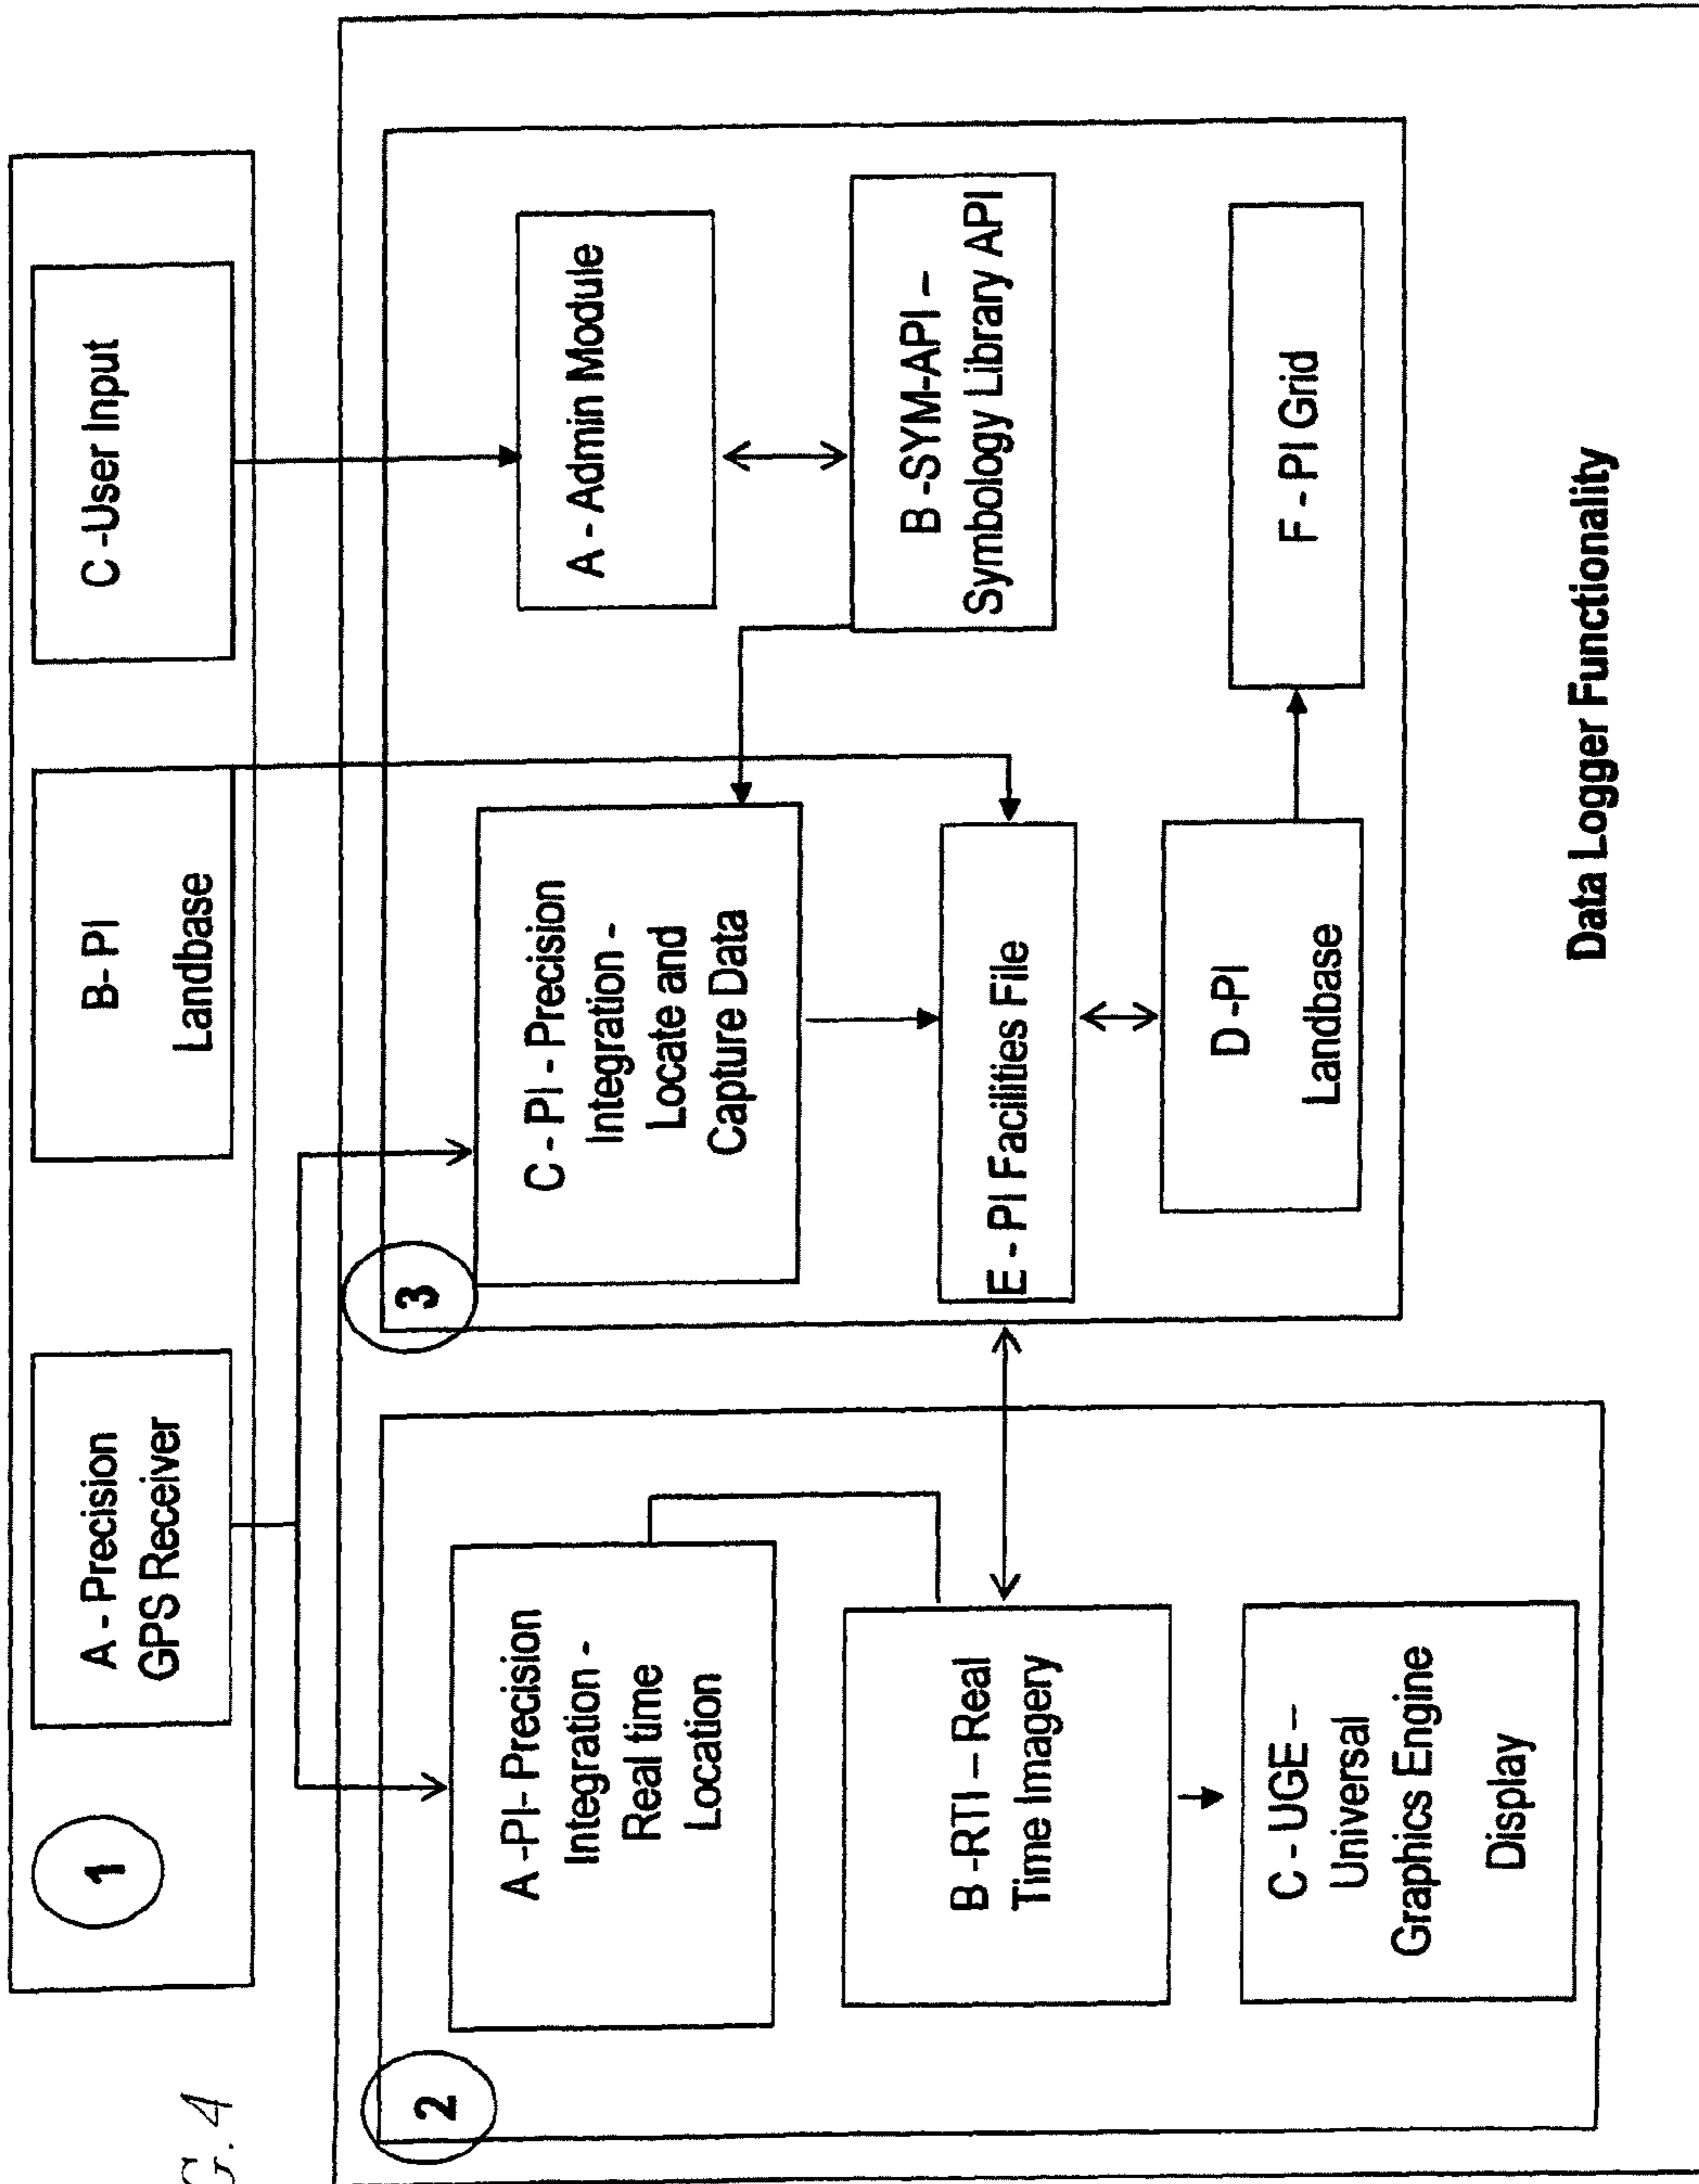 G. 4
1
A - Precision
GPS Receiver
B- PI
Landbase
C -User Input
2
A -PI- Precision
Integration -
Real time
Location
B -RTI – Real
Time Imagery
C - UGE –
Universal
Graphics Engine
Display
3
C - PI - Precision
Integration -
Locate and
Capture Data
E - PI Facilities File
D -PI
Landbase
A - Admin Module
B -SYM-API –
Symbology Library API
F - PI Grid
Data Logger Functionality